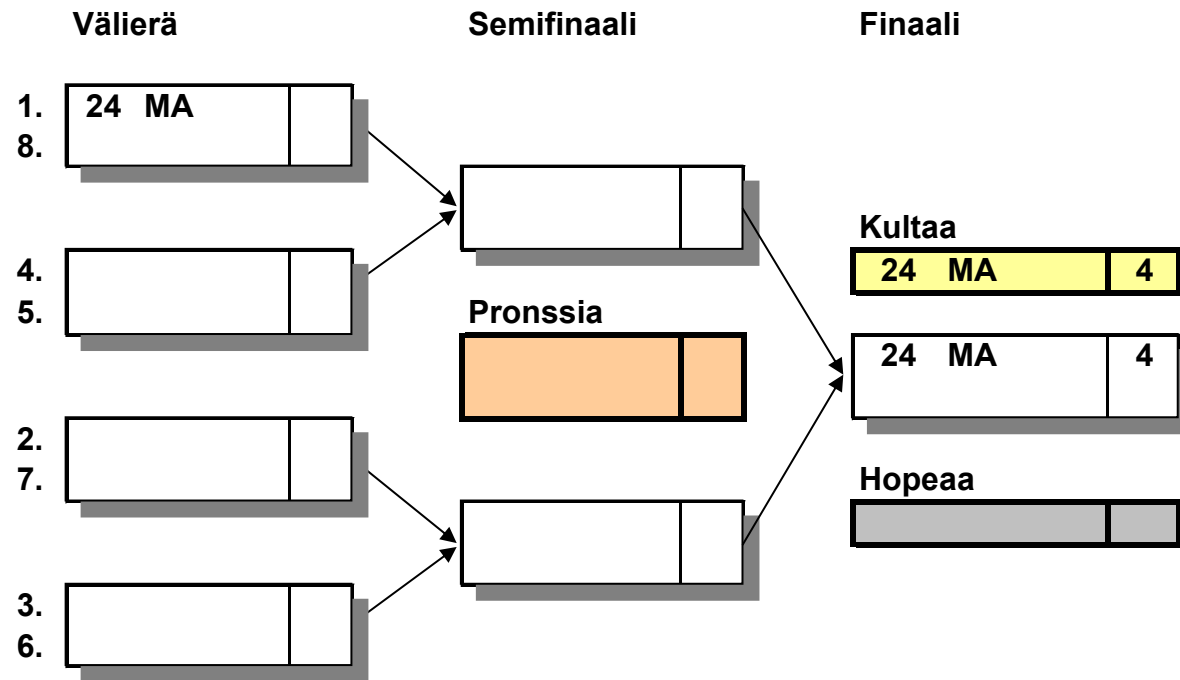 Välierä Semifinaali Finaali
1. 24 MA
8.
Kultaa
4. 24 MA 4
5.
Pronssia
24 MA 4
2.
7.
Hopeaa
3.
6.